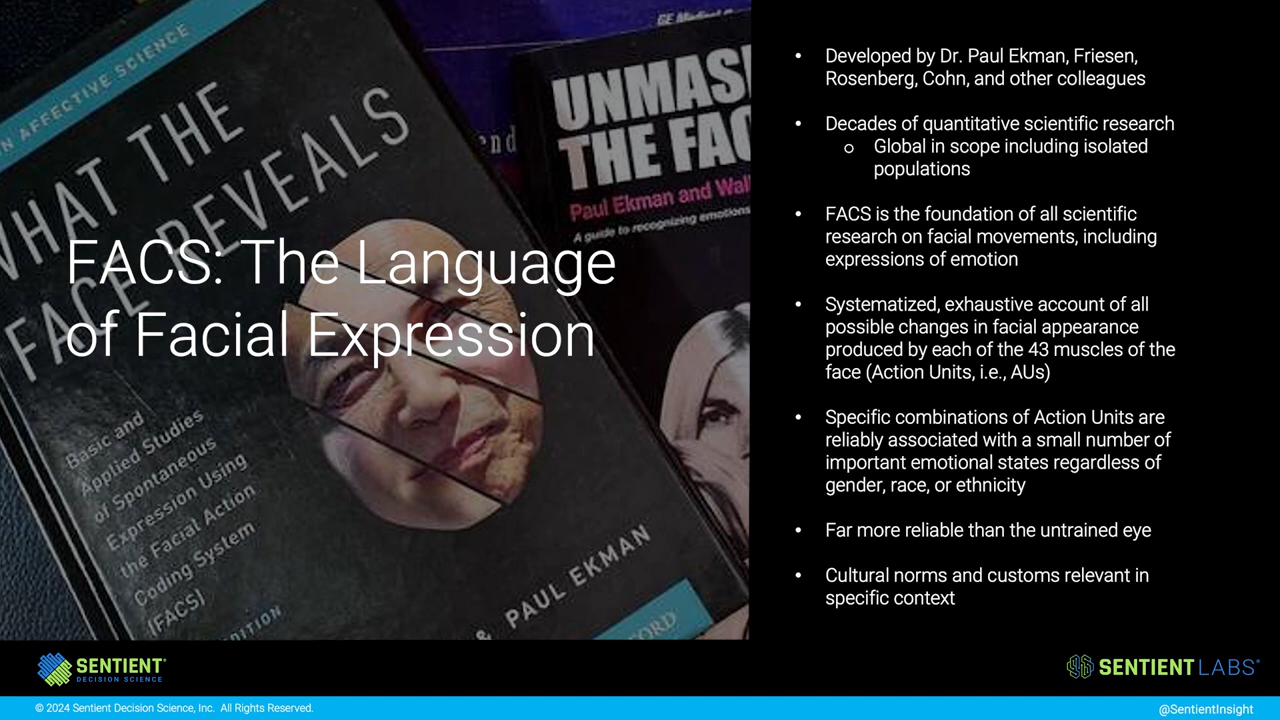 N AFFECTIVE SCIENCE
WHAT THE
FACE REVEALS
Basic and
Applied Studies
of Spontaneous
Expression Using
the Facial Action
Coding System
(FACS)
EDITION
& PAUL EKMAN
GE Medical
end
UNMAS
THE FAC
Paul Ekman and Wal
A guide to recognizing emotions
FACS: The Language
of Facial Expression
• Developed by Dr. Paul Ekman, Friesen,
Rosenberg, Cohn, and other colleagues
• Decades of quantitative scientific research
o Global in scope including isolated
populations
• FACS is the foundation of all scientific
research on facial movements, including
expressions of emotion
• Systematized, exhaustive account of all
possible changes in facial appearance
produced by each of the 43 muscles of the
face (Action Units, i.e., AUs)
• Specific combinations of Action Units are
reliably associated with a small number of
important emotional states regardless of
gender, race, or ethnicity
• Far more reliable than the untrained eye
• Cultural norms and customs relevant in
specific context
SENTIENT®
DECISION SCIENCE
SENTIENT LABS®
© 2024 Sentient Decision Science, Inc. All Rights Reserved.
@SentientInsight